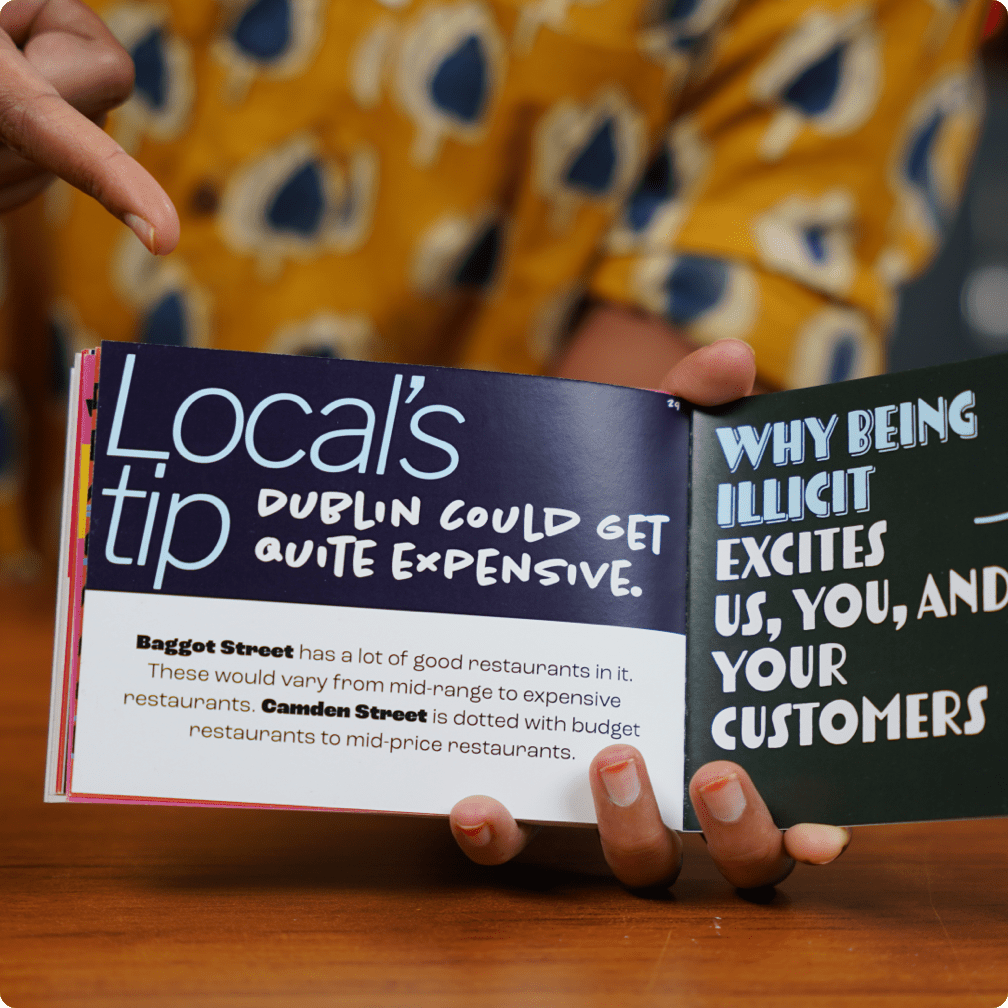 Local's
tip
DUBLIN COULD GET
QUITE EXPENSIVE.
Baggot Street has a lot of good restaurants in it.
These would vary from mid-range to expensive
restaurants. Camden Street is dotted with budget
restaurants to mid-price restaurants.
29
WHY BEING
ILLICIT
EXCITES
US, YOU, AND
YOUR
CUSTOMERS